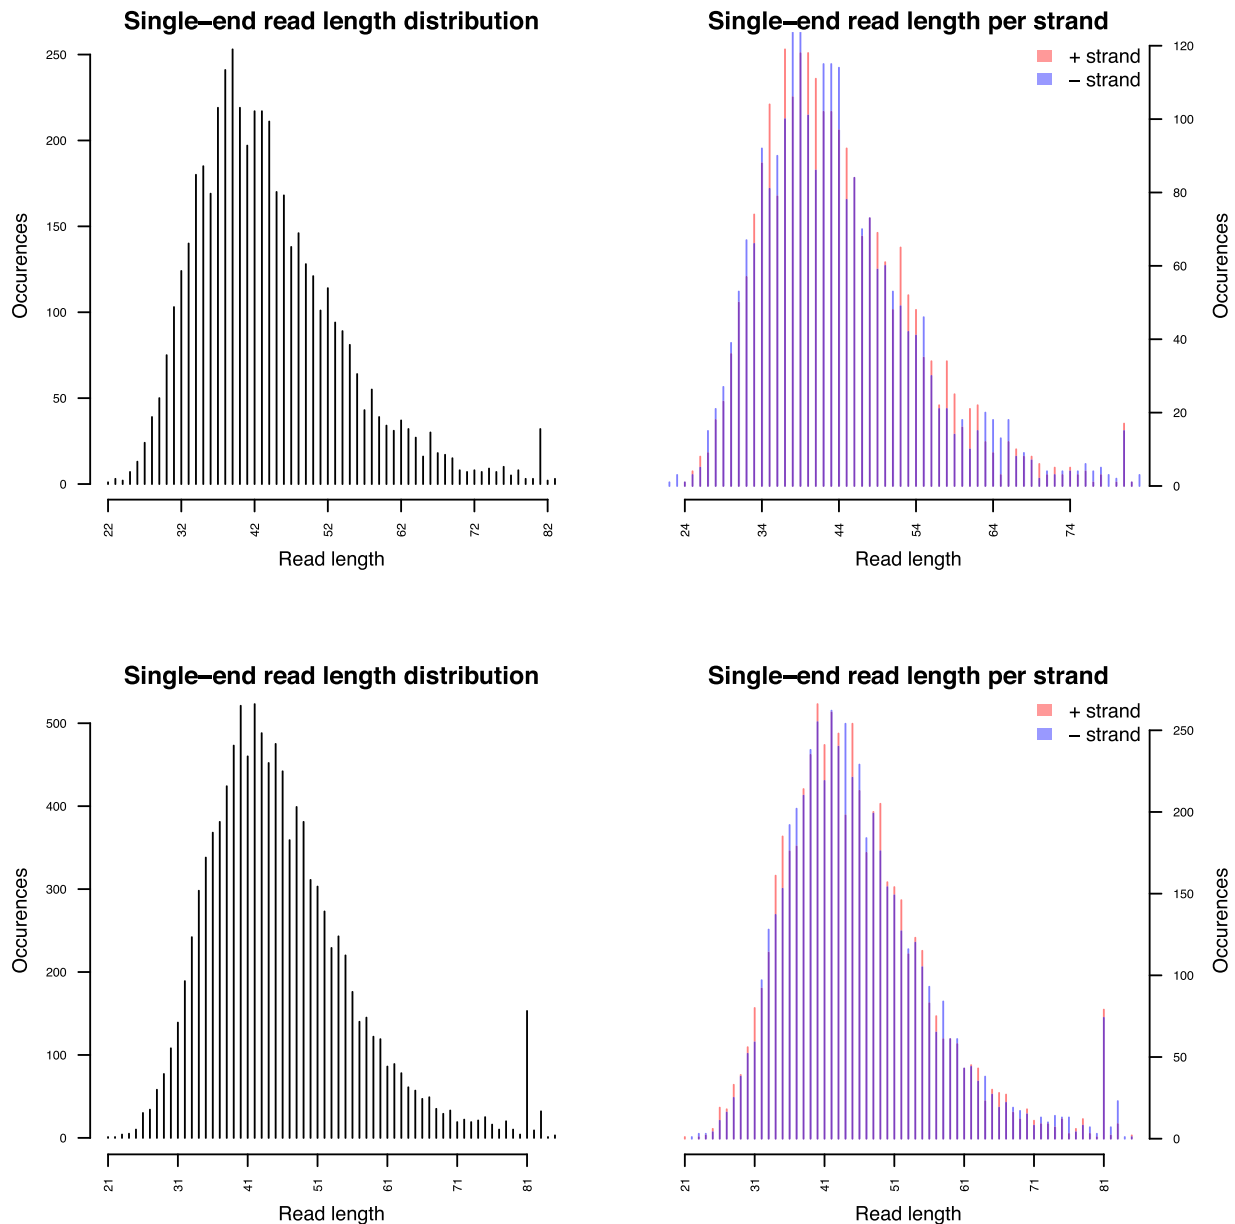 Single–end read length distribution
Occurences
250
200
150
100
50
0
22 32 42 52 62 72 82
Read length
Single–end read length per strand
+ strand
– strand
120
100
80
60
40
20
0
Occurences
24 34 44 54 64 74
Read length
Single–end read length distribution
Occurences
500
400
300
200
100
0
21 31 41 51 61 71 81
Read length
Single–end read length per strand
+ strand
– strand
250
200
150
100
50
0
Occurences
21 31 41 51 61 71 81
Read length